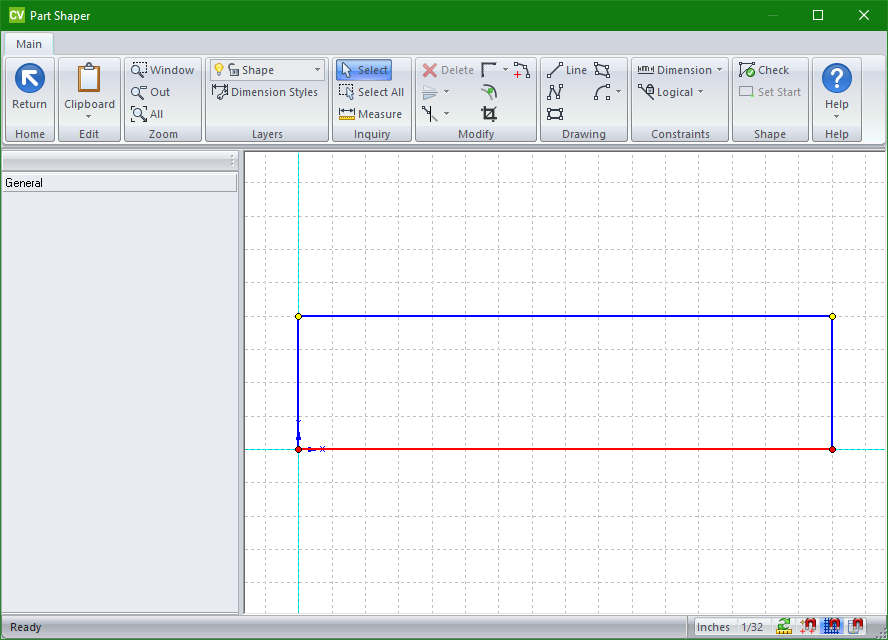 CV Part Shaper
Main
Return
Home
Clipboard
Edit
Window
Out
All
Zoom
Shape
Dimension Styles
Layers
Select
Select All
Measure
Inquiry
Delete
Modify
Line
Drawing
Dimension
Logical
Constraints
Check
Set Start
Shape
Help
Help
General
Y
X
Ready
Inches
1/32